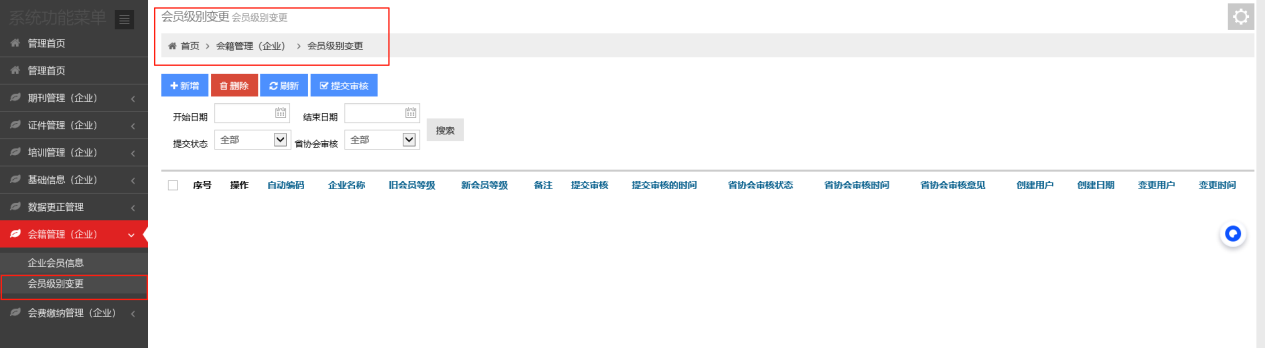 系统功能菜单
管理首页
管理首页
期刊管理（企业）
证件管理（企业）
培训管理（企业）
基础信息（企业）
数据更正管理
会籍管理（企业）
企业会员信息
会员级别变更
会费缴纳管理（企业）
会员级别变更 会员级别变更
首页 > 会籍管理（企业） > 会员级别变更
新增 删除 刷新 提交审核
开始日期 结束日期
搜索
提交状态 全部 省协会审核 全部
序号 操作 自动编码 企业名称 旧会员等级 新会员等级 备注 提交审核 提交审核的时间 省协会审核状态 省协会审核时间 省协会审核意见 创建用户 创建日期 变更用户 变更时间